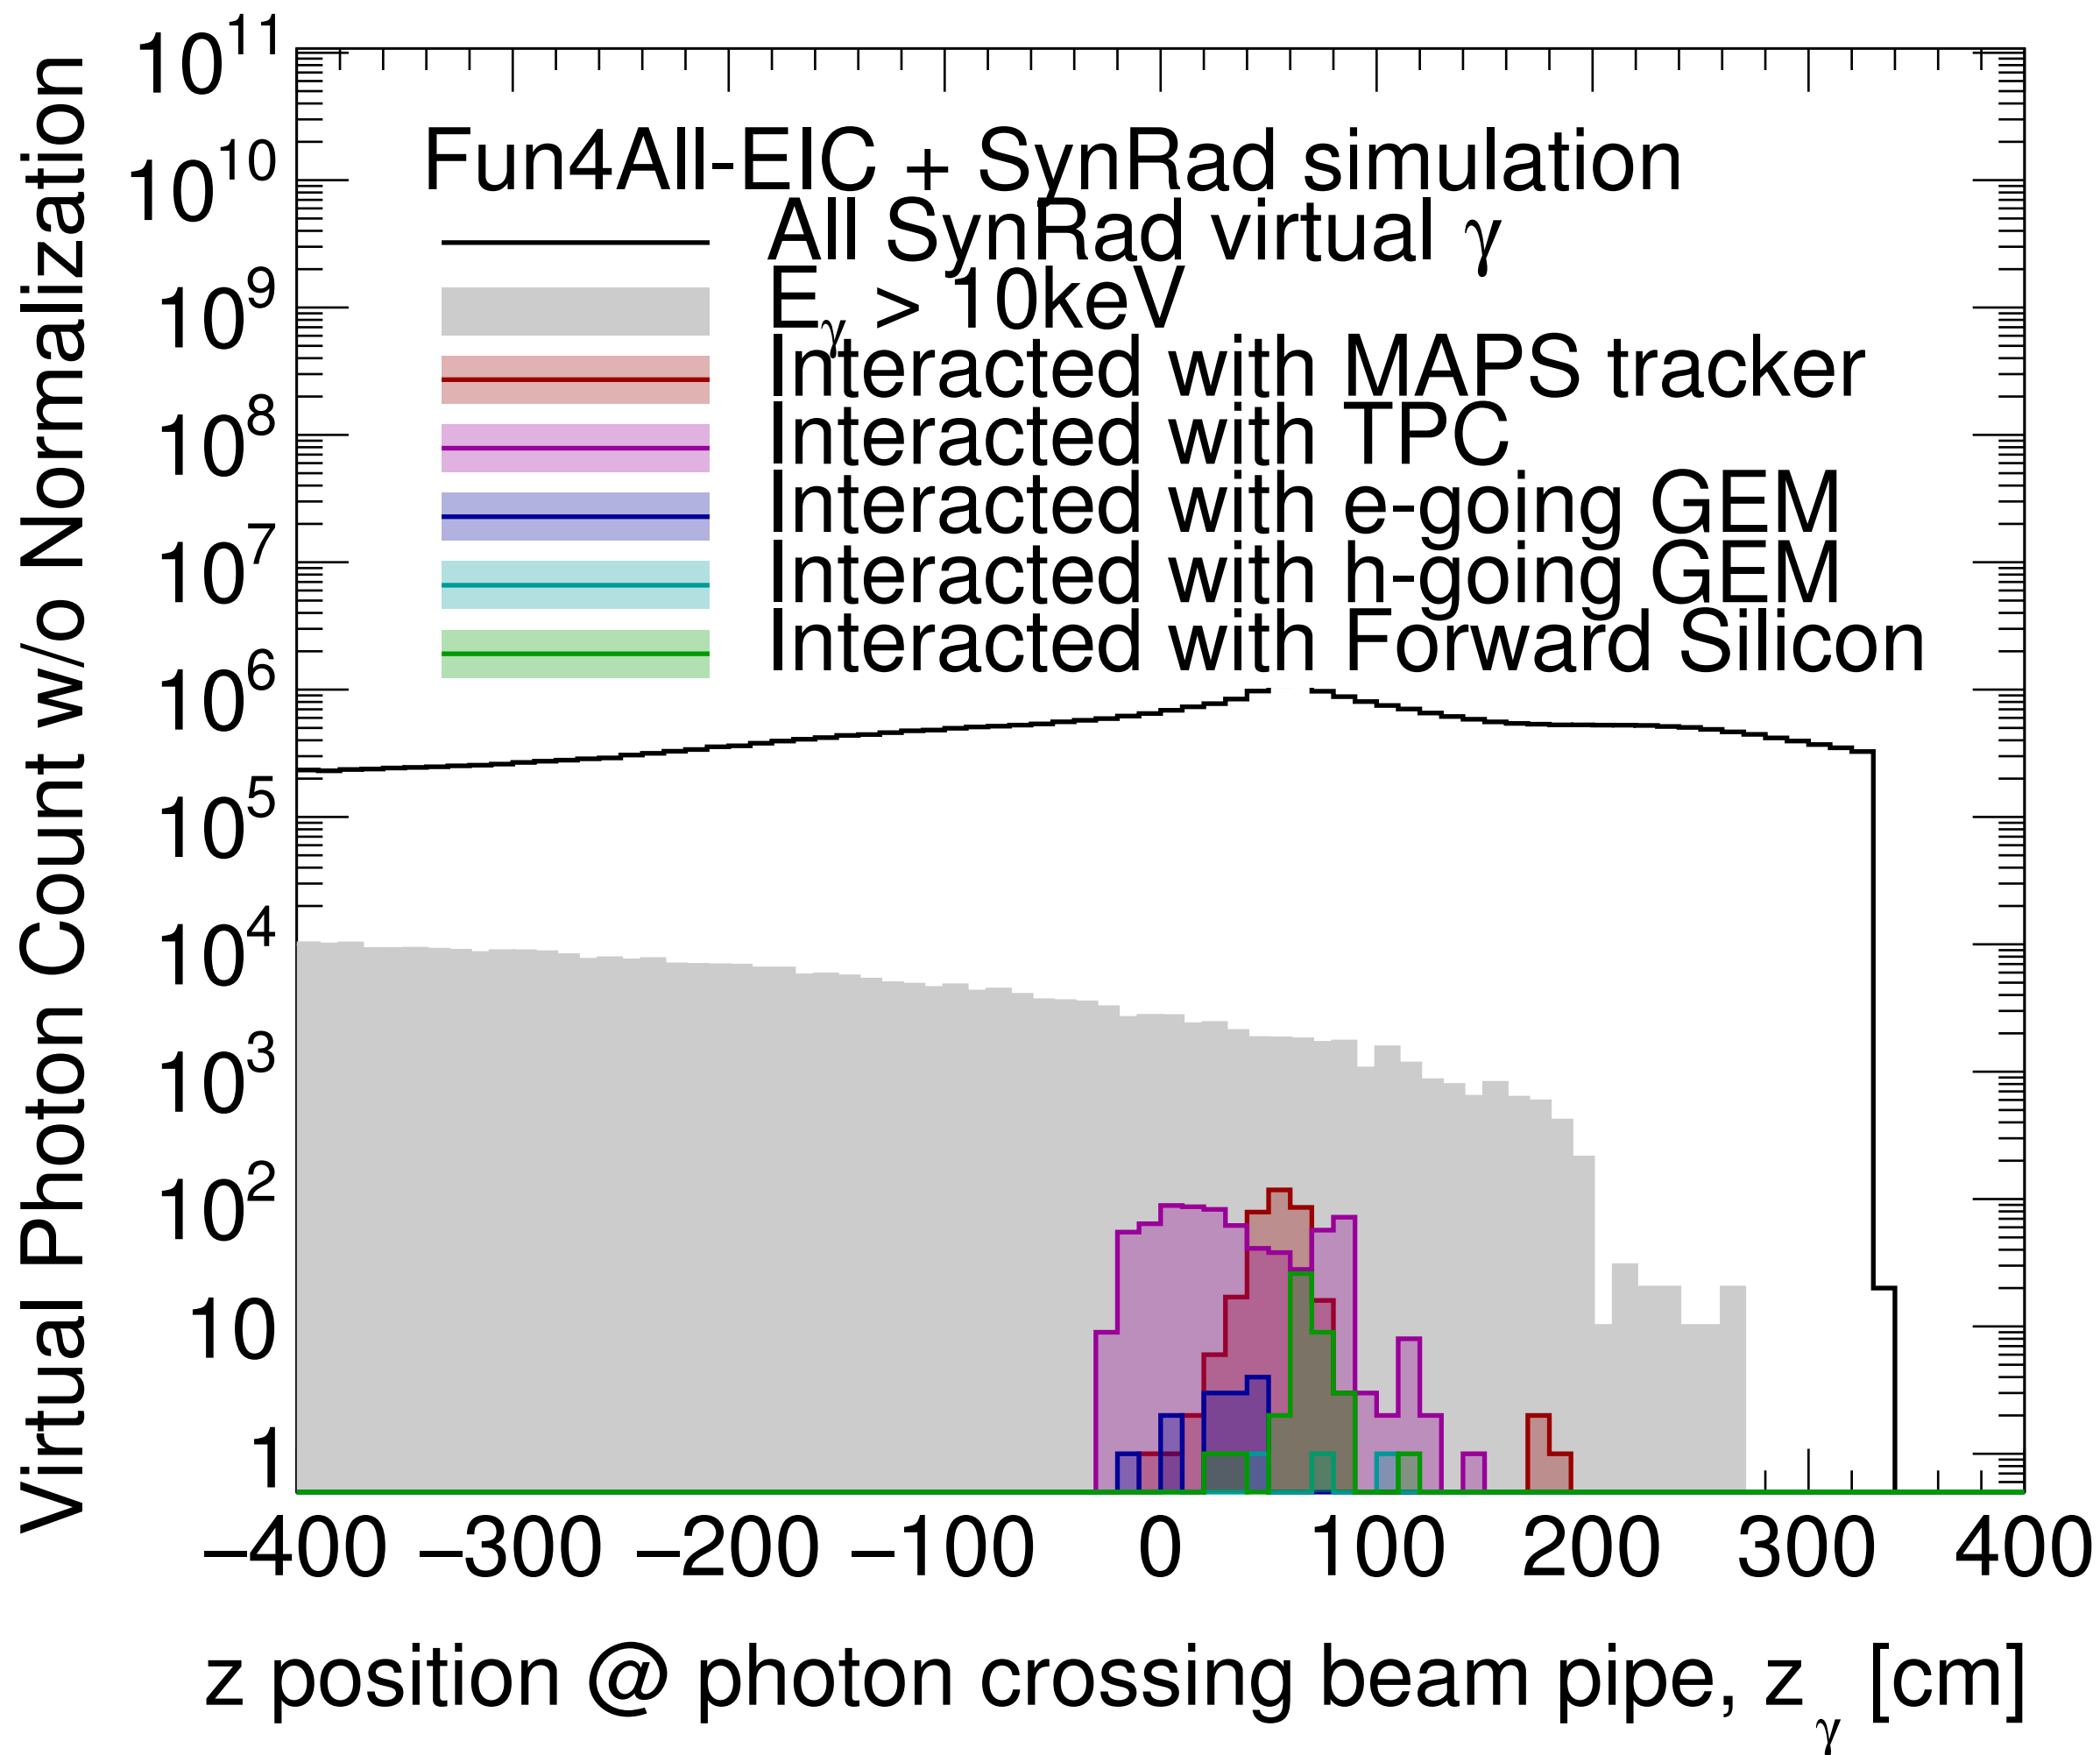 Virtual Photon Count w/o Normalization
10^11
10^10
10^9
10^8
10^7
10^6
10^5
10^4
10^3
10^2
10
1
Fun4All-EIC + SynRad simulation
All SynRad virtual γ
E_γ > 10keV
Interacted with MAPS tracker
Interacted with TPC
Interacted with e-going GEM
Interacted with h-going GEM
Interacted with Forward Silicon
−400 −300 −200 −100 0 100 200 300 400
z position @ photon crossing beam pipe, z_γ [cm]